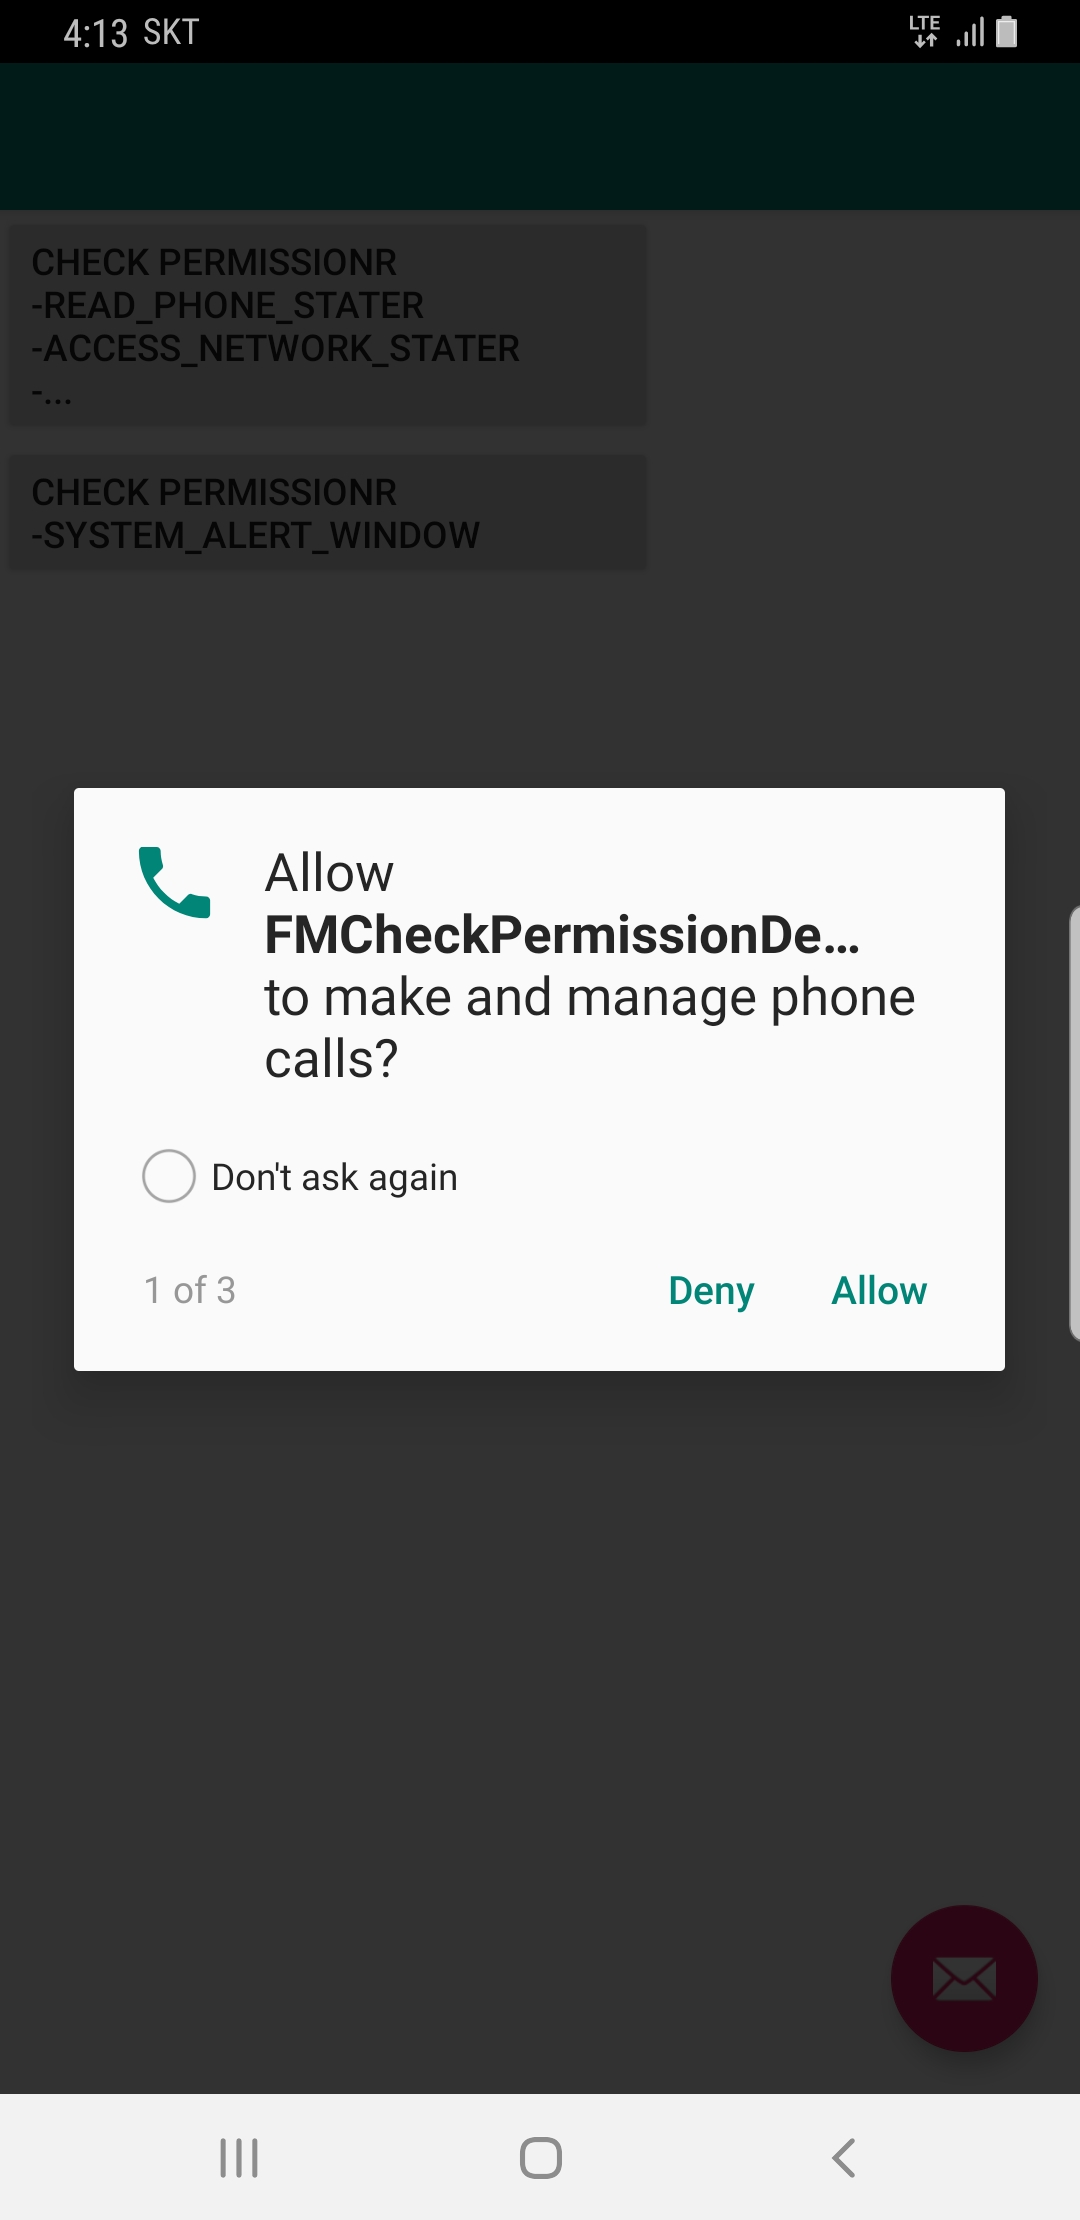 4:13 SKT LTE
CHECK PERMISSIONR
-READ_PHONE_STATER
-ACCESS_NETWORK_STATER
-...
CHECK PERMISSIONR
-SYSTEM_ALERT_WINDOW
Allow
FMCheckPermissionDe...
to make and manage phone
calls?
Don't ask again
1 of 3 Deny Allow